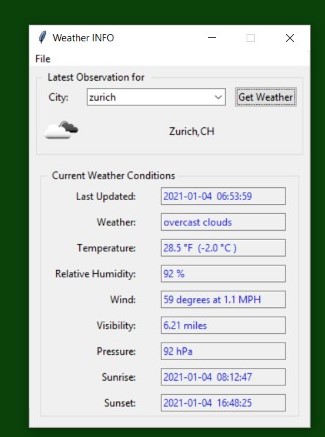 Weather INFO
File
Latest Observation for
City: zurich Get Weather
Zurich,CH
Current Weather Conditions
Last Updated: 2021-01-04 06:53:59
Weather: overcast clouds
Temperature: 28.5 °F (-2.0 °C )
Relative Humidity: 92 %
Wind: 59 degrees at 1.1 MPH
Visibility: 6.21 miles
Pressure: 92 hPa
Sunrise: 2021-01-04 08:12:47
Sunset: 2021-01-04 16:48:25